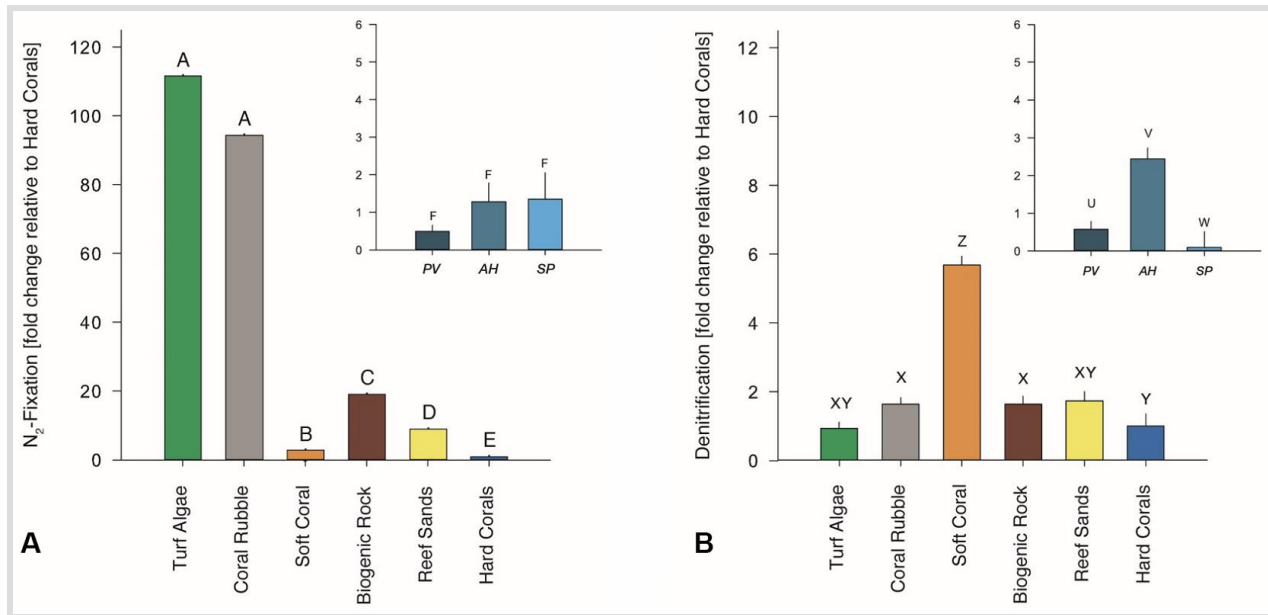 N2-Fixation [fold change relative to Hard Corals]
120
100
80
60
40
20
0
A
A
B
C
D
E
Turf Algae
Coral Rubble
Soft Coral
Biogenic Rock
Reef Sands
Hard Corals
6
5
4
3
2
1
0
F
F
F
PV
AH
SP
A
Denitrification [fold change relative to Hard Corals]
12
10
8
6
4
2
0
XY
X
Z
X
XY
Y
Turf Algae
Coral Rubble
Soft Coral
Biogenic Rock
Reef Sands
Hard Corals
6
5
4
3
2
1
0
U
V
W
PV
AH
SP
B